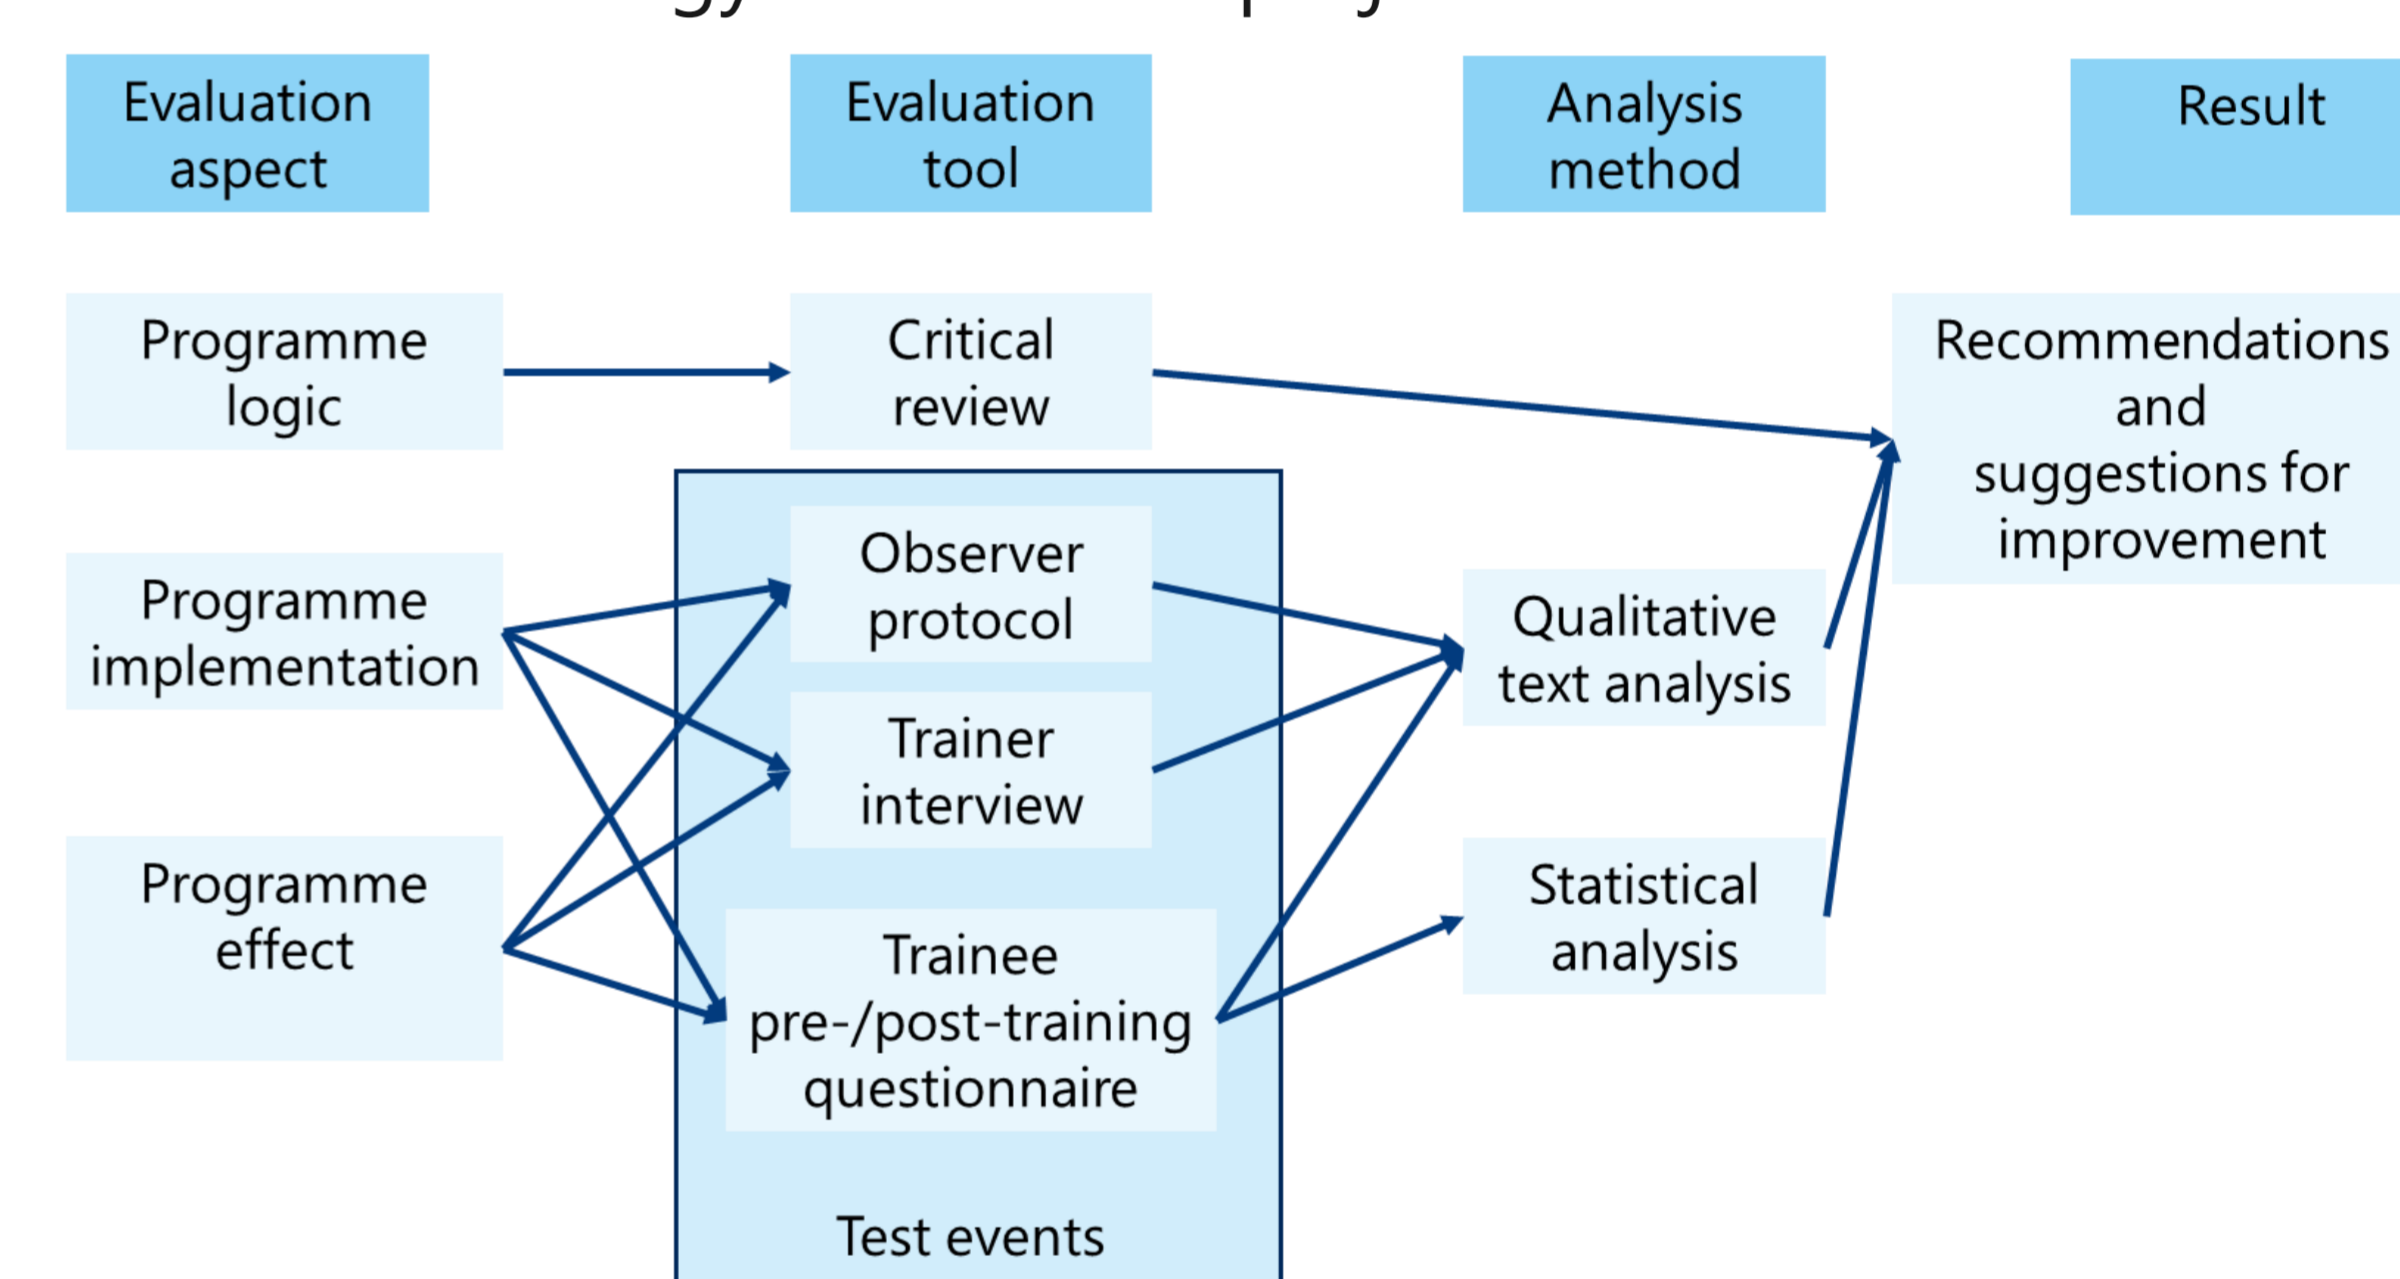 Evaluation
aspect
Evaluation
tool
Analysis
method
Result
Programme
logic
Critical
review
Recommendations
and
suggestions for
improvement
Programme
implementation
Observer
protocol
Qualitative
text analysis
Trainer
interview
Programme
effect
Statistical
analysis
Trainee
pre-/post-training
questionnaire
Test events